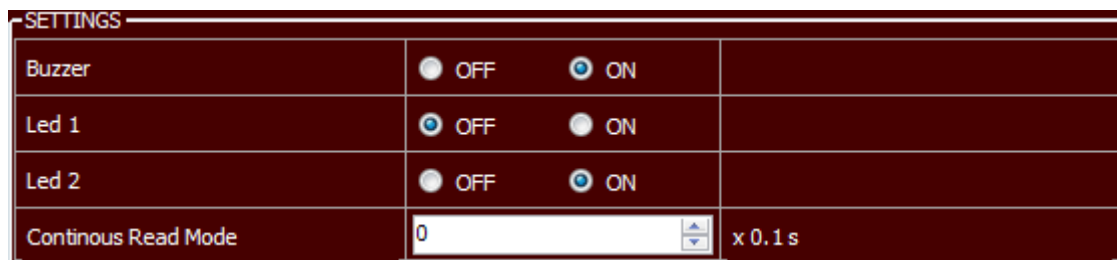 SETTINGS
Buzzer OFF ON
Led 1 OFF ON
Led 2 OFF ON
Continous Read Mode 0 x 0.1 s